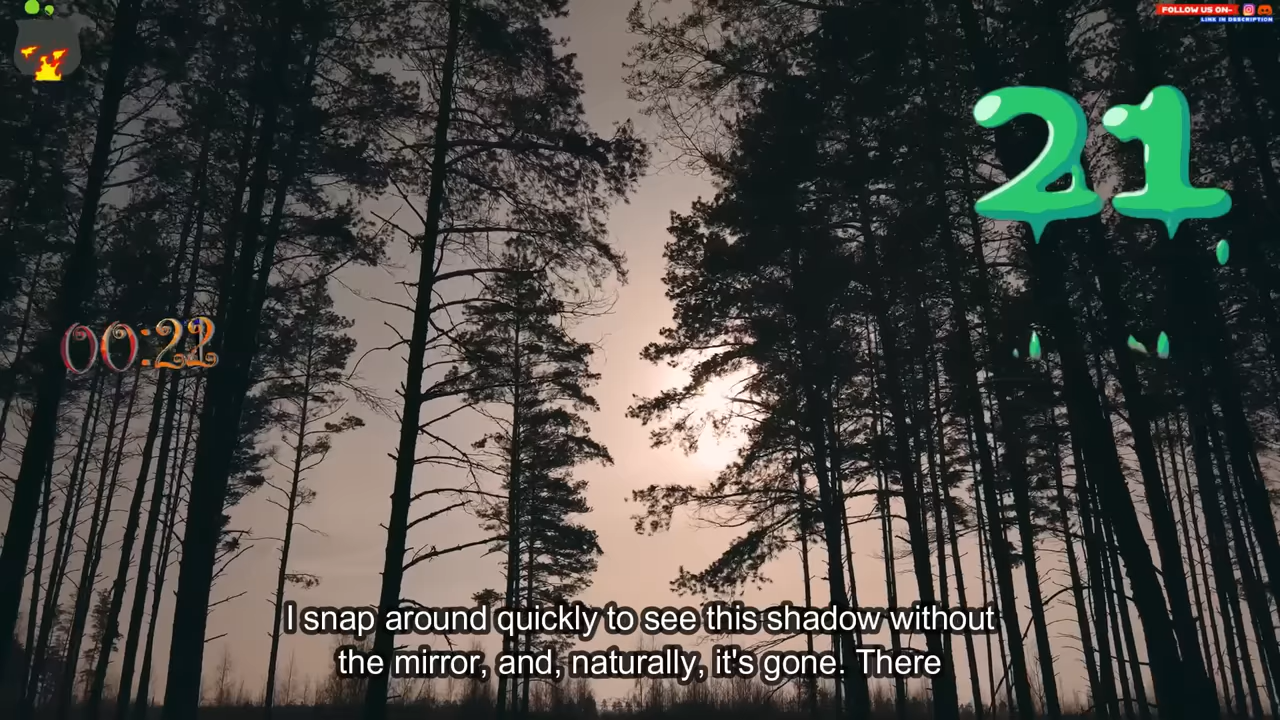 FOLLOW US ON-
LINK IN DESCRIPTION
21
00:22
I snap around quickly to see this shadow without
the mirror, and, naturally, it's gone. There